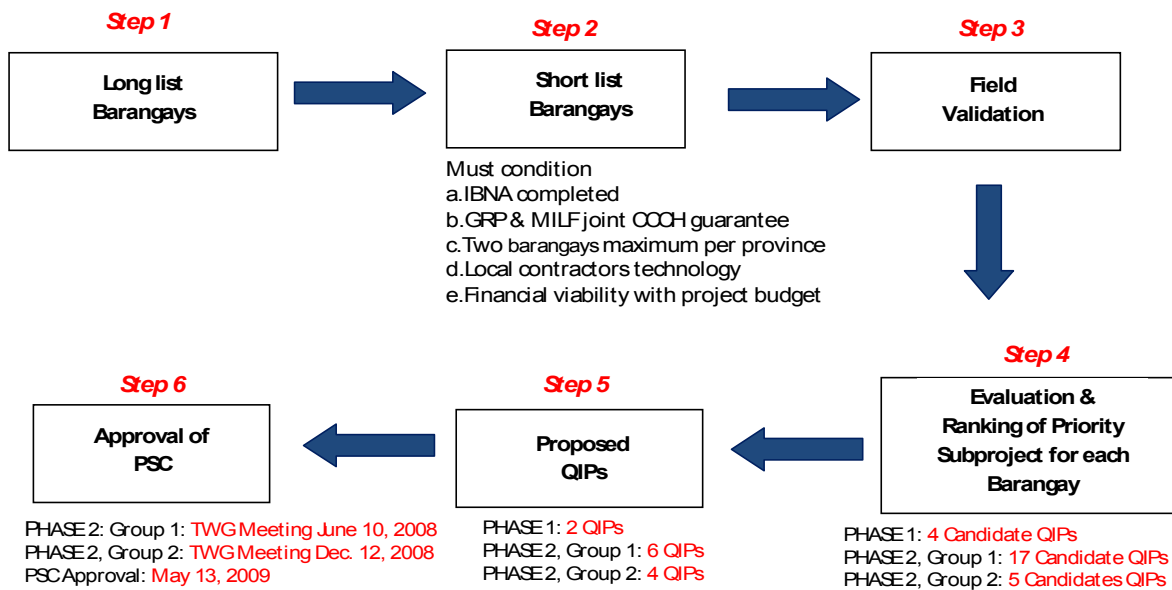 Step 1
Long list
Barangays
Step 2
Short list
Barangays
Must condition
a.IBNA completed
b.GRP & MILF joint CCCH guarantee
c.Two barangays maximum per province
d.Local contractors technology
e.Financial viability with project budget
Step 3
Field
Validation
Step 4
Evaluation &
Ranking of Priority
Subproject for each
Barangay
PHASE 1: 4 Candidate QIPs
PHASE 2, Group 1: 17 Candidate QIPs
PHASE 2, Group 2: 5 Candidates QIPs
Step 5
Proposed
QIPs
PHASE 1: 2 QIPs
PHASE 2, Group 1: 6 QIPs
PHASE 2, Group 2: 4 QIPs
Step 6
Approval of
PSC
PHASE 2: Group 1: TWG Meeting June 10, 2008
PHASE 2, Group 2: TWG Meeting Dec. 12, 2008
PSC Approval: May 13, 2009